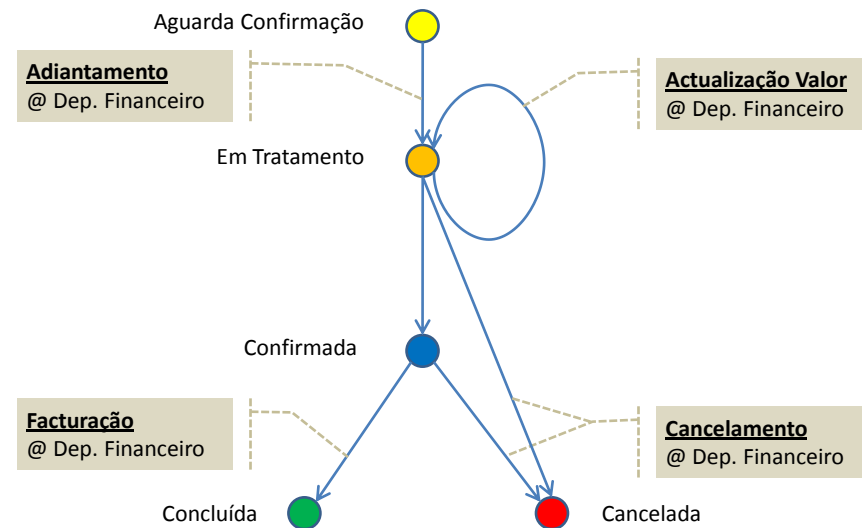 Aguarda Confirmação
Adiantamento
@ Dep. Financeiro
Actualização Valor
@ Dep. Financeiro
Em Tratamento
Confirmada
Facturação
@ Dep. Financeiro
Cancelamento
@ Dep. Financeiro
Concluída
Cancelada